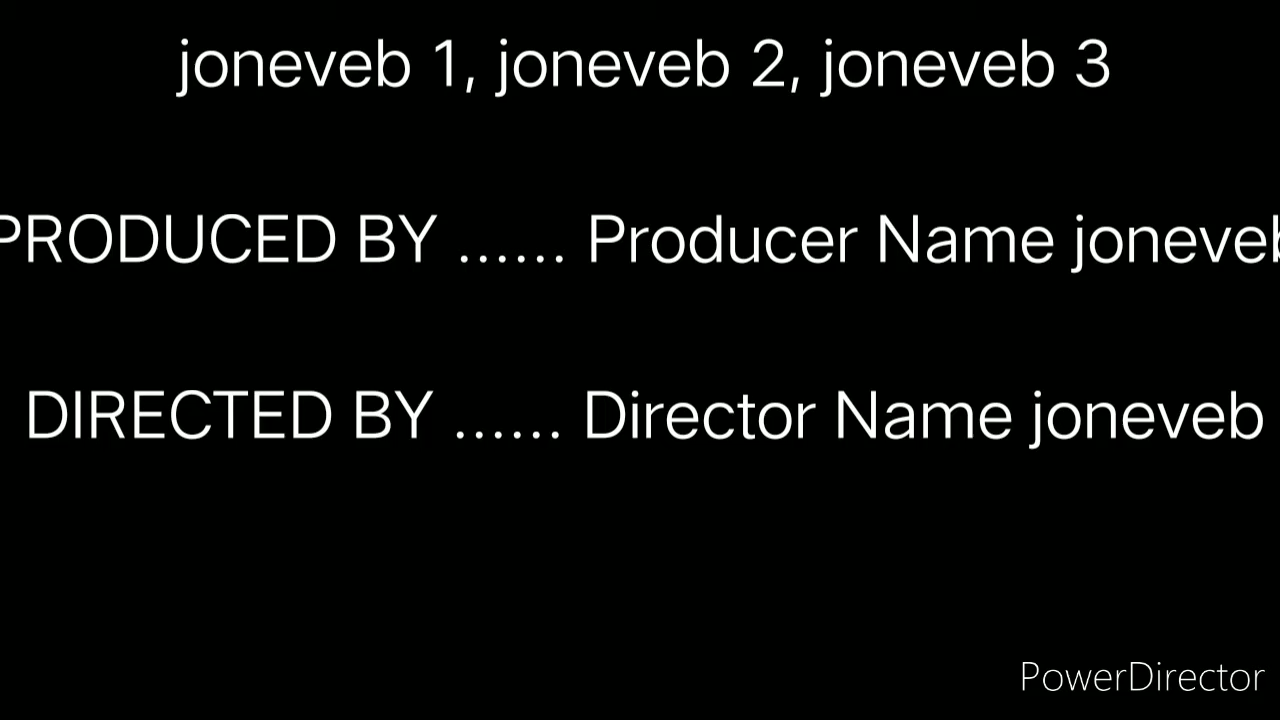 joneveb 1, joneveb 2, joneveb 3
PRODUCED BY ...... Producer Name joneveb
DIRECTED BY ...... Director Name joneveb
PowerDirector